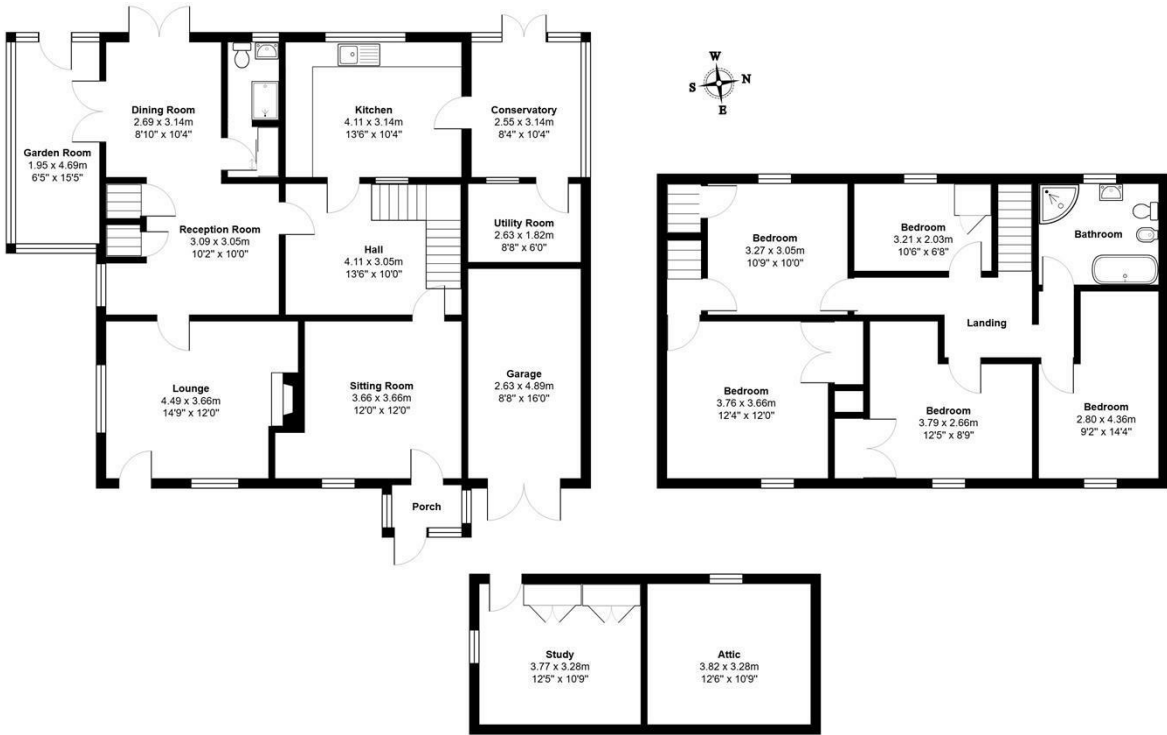 Dining Room
2.69 x 3.14m
8'10" x 10'4"
Kitchen
4.11 x 3.14m
13'6" x 10'4"
Conservatory
2.55 x 3.14m
8'4" x 10'4"
Garden Room
1.95 x 4.69m
6'5" x 15'5"
Reception Room
3.09 x 3.05m
10'2" x 10'0"
Hall
4.11 x 3.05m
13'6" x 10'0"
Utility Room
2.63 x 1.82m
8'8" x 6'0"
Lounge
4.49 x 3.66m
14'9" x 12'0"
Sitting Room
3.66 x 3.66m
12'0" x 12'0"
Garage
2.63 x 4.89m
8'8" x 16'0"
Porch
W
S N
E
Bedroom
3.27 x 3.05m
10'9" x 10'0"
Bedroom
3.21 x 2.03m
10'6" x 6'8"
Bathroom
Landing
Bedroom
3.76 x 3.66m
12'4" x 12'0"
Bedroom
3.79 x 2.66m
12'5" x 8'9"
Bedroom
2.80 x 4.36m
9'2" x 14'4"
Study
3.77 x 3.28m
12'5" x 10'9"
Attic
3.82 x 3.28m
12'6" x 10'9"